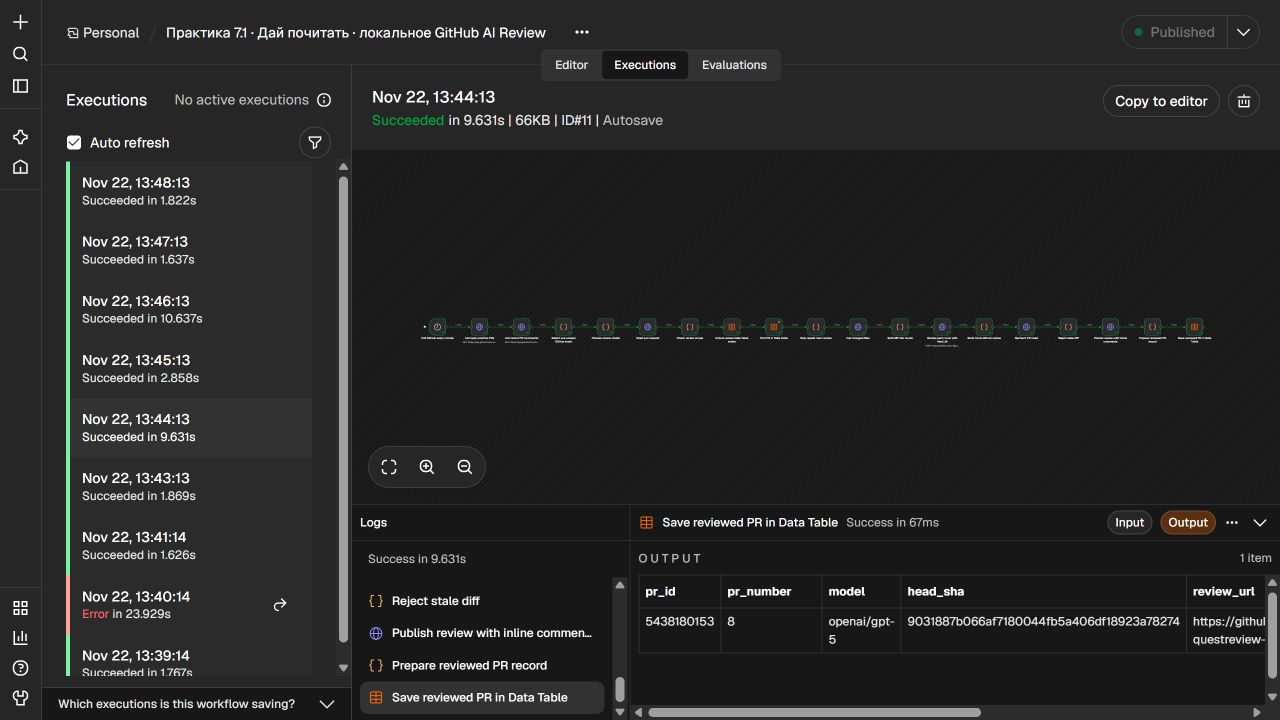 Personal / Практика 7.1 · Дай почитать · локальное GitHub AI Review
Published
Editor
Executions
Evaluations
Executions
No active executions
Auto refresh
Nov 22, 13:48:13
Succeeded in 1.822s
Nov 22, 13:47:13
Succeeded in 1.637s
Nov 22, 13:46:13
Succeeded in 10.637s
Nov 22, 13:45:13
Succeeded in 2.858s
Nov 22, 13:44:13
Succeeded in 9.631s
Nov 22, 13:43:13
Succeeded in 1.869s
Nov 22, 13:41:14
Succeeded in 1.626s
Nov 22, 13:40:14
Error in 23.929s
Nov 22, 13:39:14
Succeeded in 1.767s
Which executions is this workflow saving?
Nov 22, 13:44:13
Succeeded in 9.631s | 66KB | ID#11 | Autosave
Copy to editor
Logs
Success in 9.631s
Reject stale diff
Publish review with inline commen...
Prepare reviewed PR record
Save reviewed PR in Data Table
Save reviewed PR in Data Table Success in 67ms
Input
Output
OUTPUT
1 item
pr_id pr_number model head_sha review_url
5438180153 8 openai/gpt-5 9031887b066af7180044fb5a406df18923a78274 https://githul
questreview-